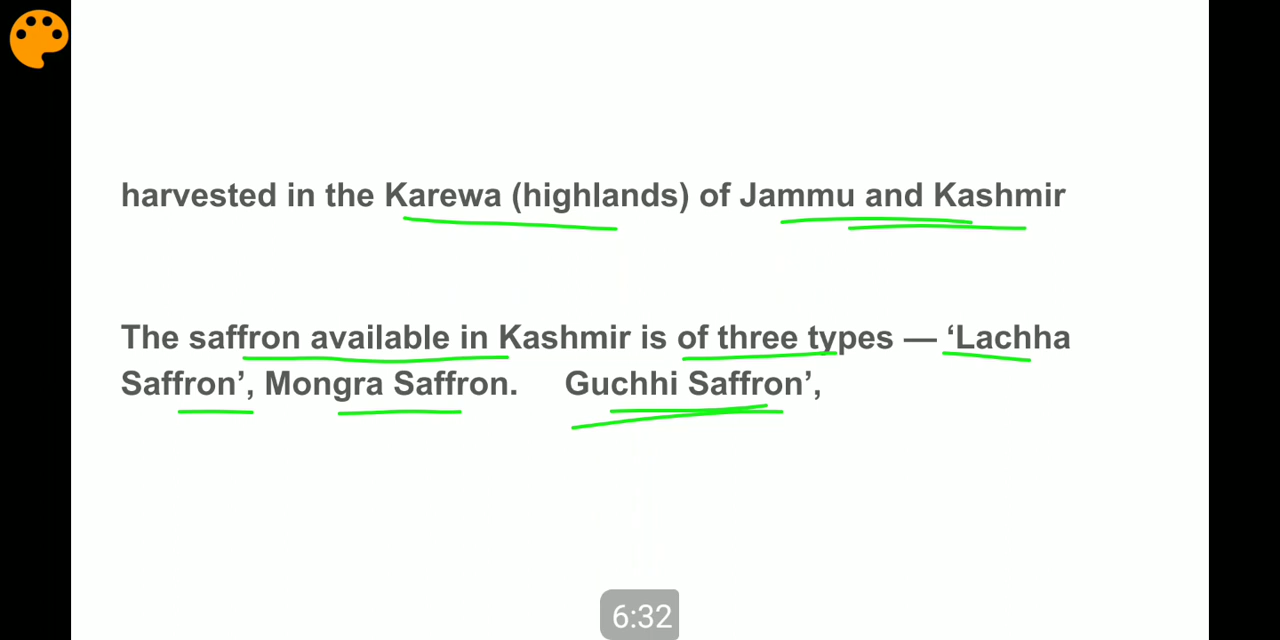 harvested in the Karewa (highlands) of Jammu and Kashmir
The saffron available in Kashmir is of three types — ‘Lachha
Saffron’, Mongra Saffron. Guchhi Saffron’,
6:32